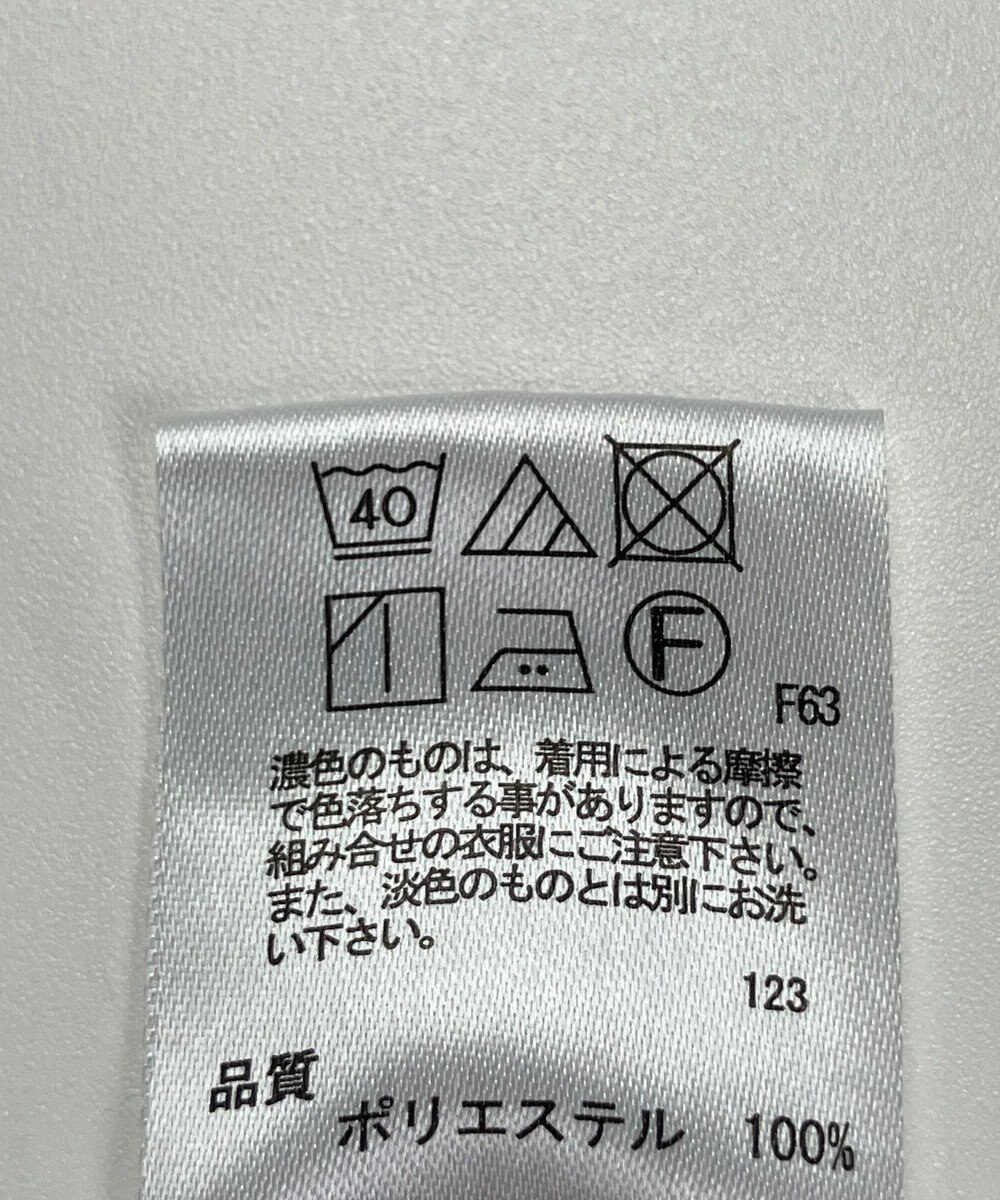 40
F
F63
濃色のものは、着用による摩擦
で色落ちする事がありますので、
組み合せの衣服にご注意下さい。
また、淡色のものとは別にお洗
い下さい。
123
品質
ポリエステル 100%